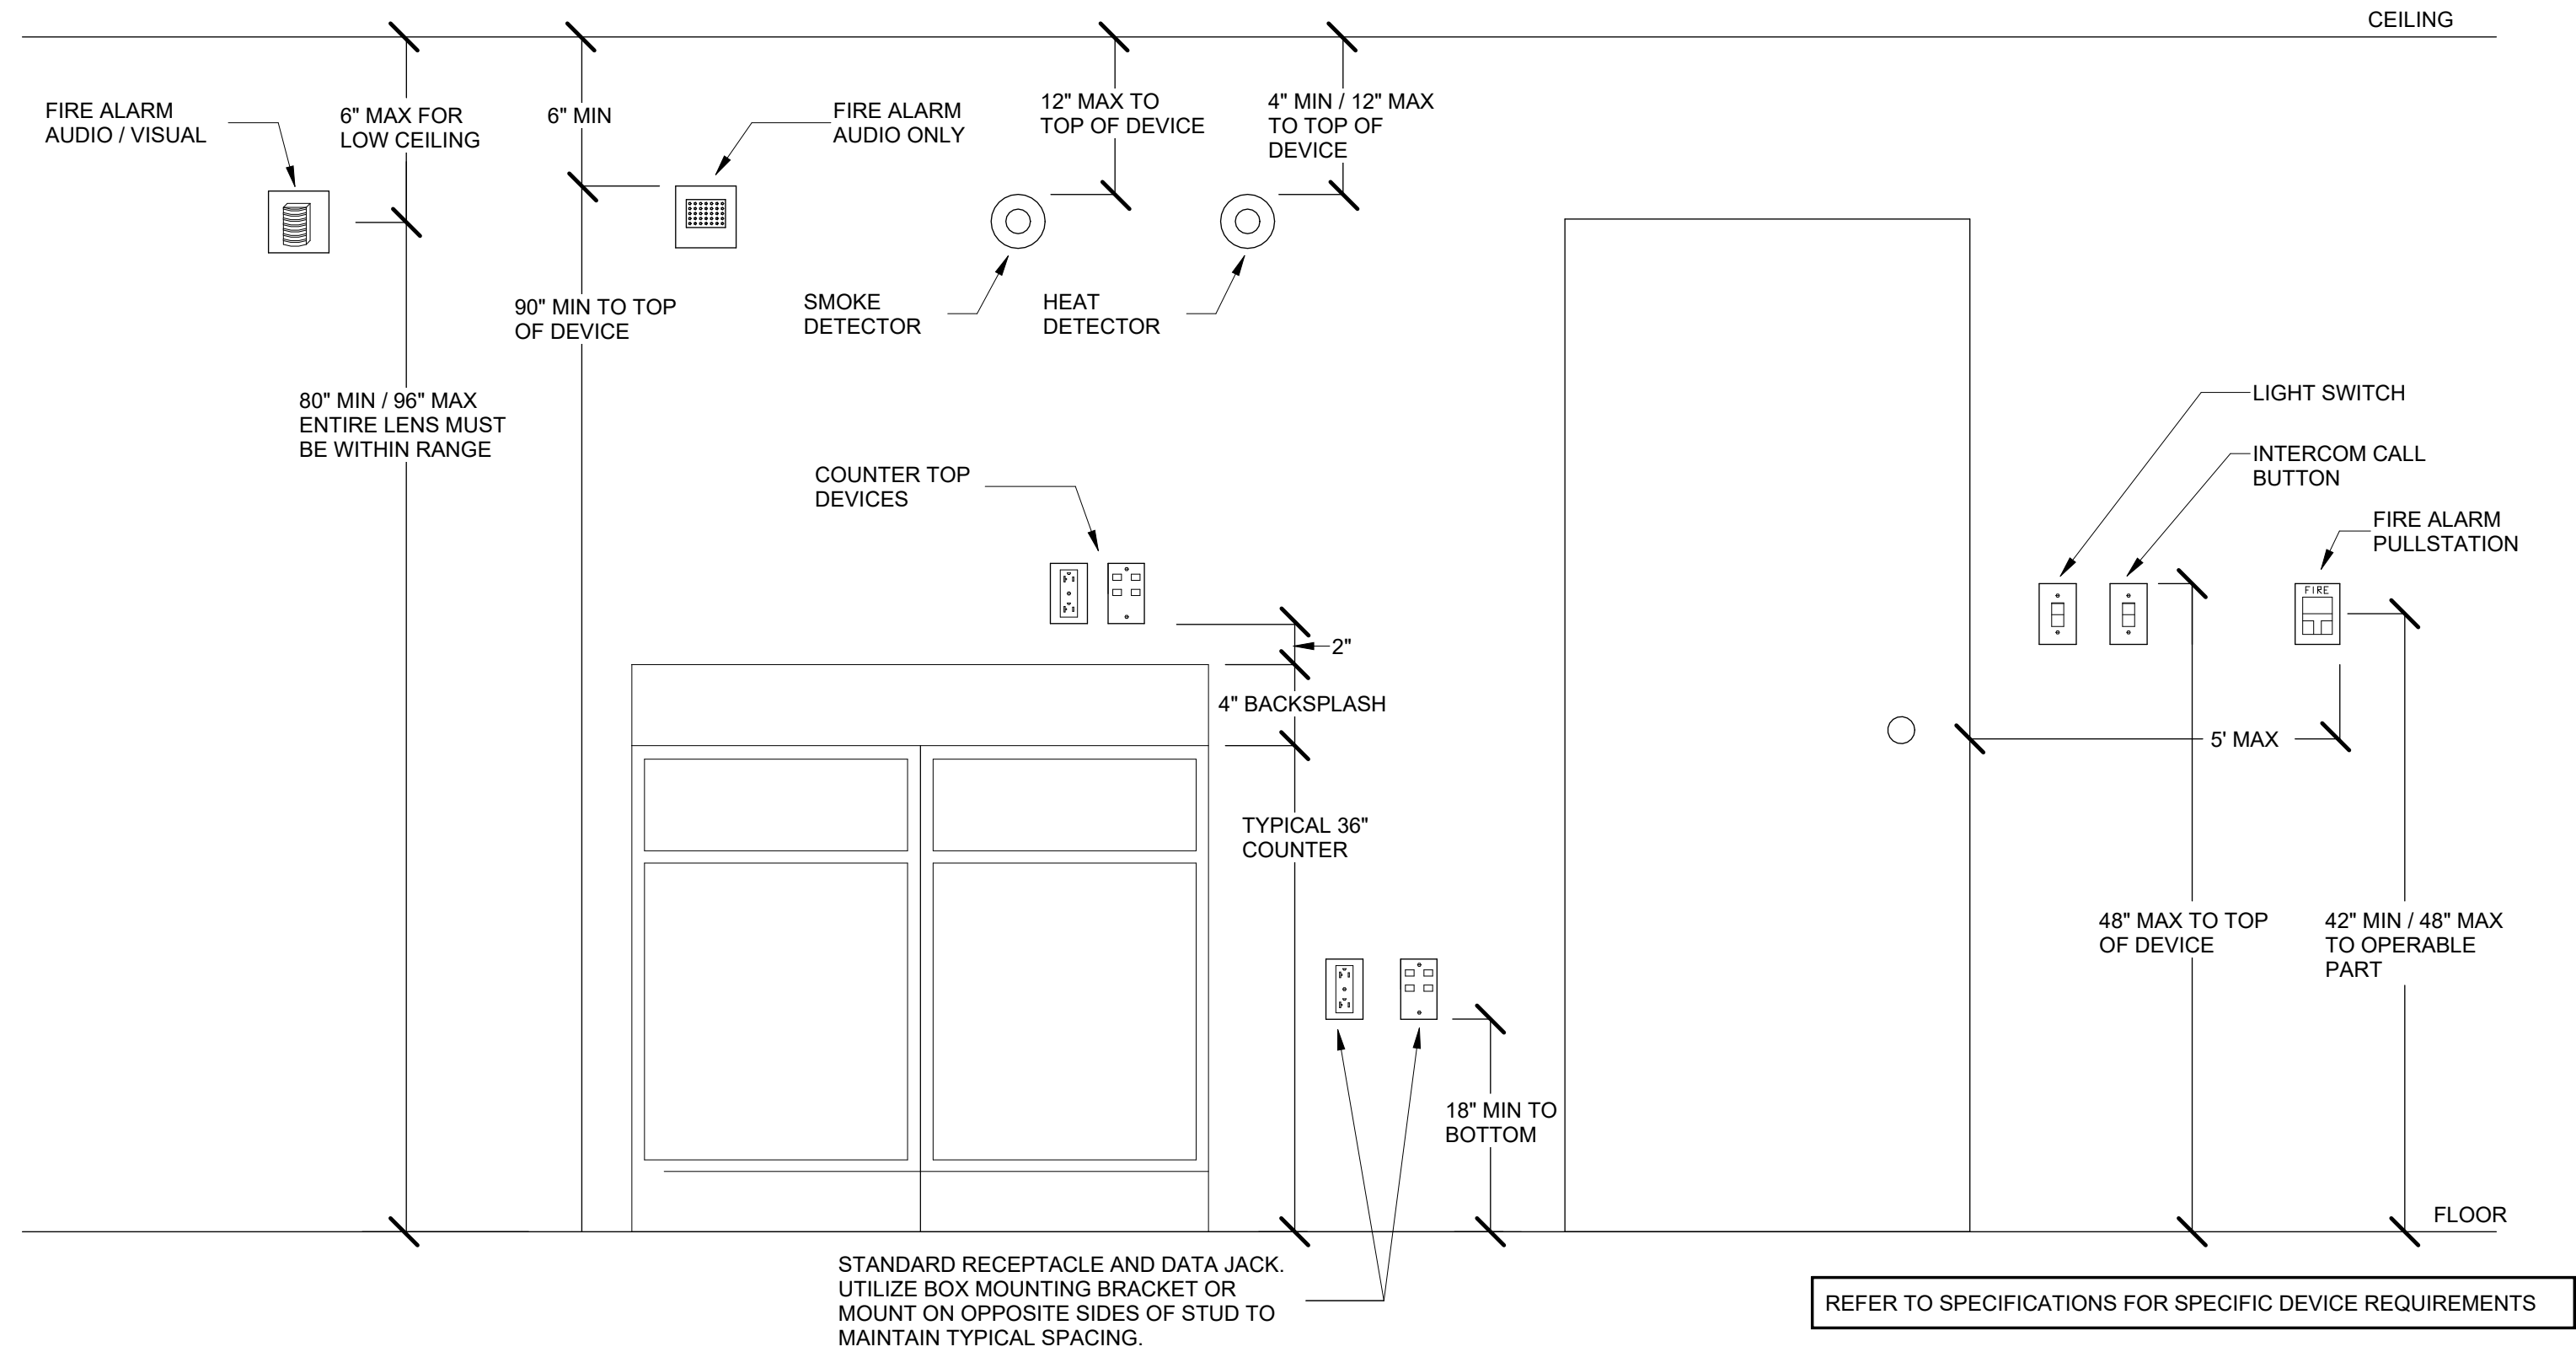 CEILING
FIRE ALARM
AUDIO / VISUAL
6" MAX FOR
LOW CEILING
6" MIN
FIRE ALARM
AUDIO ONLY
12" MAX TO
TOP OF DEVICE
4" MIN / 12" MAX
TO TOP OF
DEVICE
90" MIN TO TOP
OF DEVICE
SMOKE
DETECTOR
HEAT
DETECTOR
80" MIN / 96" MAX
ENTIRE LENS MUST
BE WITHIN RANGE
LIGHT SWITCH
INTERCOM CALL
BUTTON
COUNTER TOP
DEVICES
FIRE ALARM
PULLSTATION
FIRE
2"
4" BACKSPLASH
5' MAX
TYPICAL 36"
COUNTER
48" MAX TO TOP
OF DEVICE
42" MIN / 48" MAX
TO OPERABLE
PART
18" MIN TO
BOTTOM
FLOOR
STANDARD RECEPTACLE AND DATA JACK.
UTILIZE BOX MOUNTING BRACKET OR
MOUNT ON OPPOSITE SIDES OF STUD TO
MAINTAIN TYPICAL SPACING.
REFER TO SPECIFICATIONS FOR SPECIFIC DEVICE REQUIREMENTS